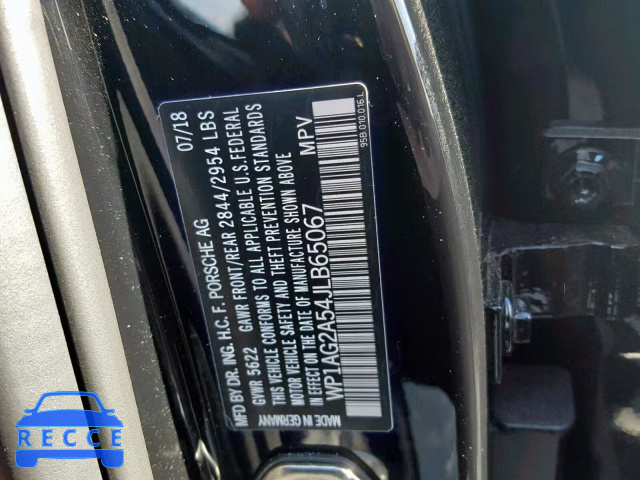 MFD BY DR. ING. H.C. F. PORSCHE AG 07/18
GVWR 5622 GAWR FRONT/REAR 2844/2954 LBS
THIS VEHICLE CONFORMS TO ALL APPLICABLE U.S.FEDERAL
MOTOR VEHICLE SAFETY AND THEFT PREVENTION STANDARDS
IN EFFECT ON THE DATE OF MANUFACTURE SHOWN ABOVE
WP1AG2A54JLB65067 MPV
MADE IN GERMANY
95B.010.016.L
RECCE